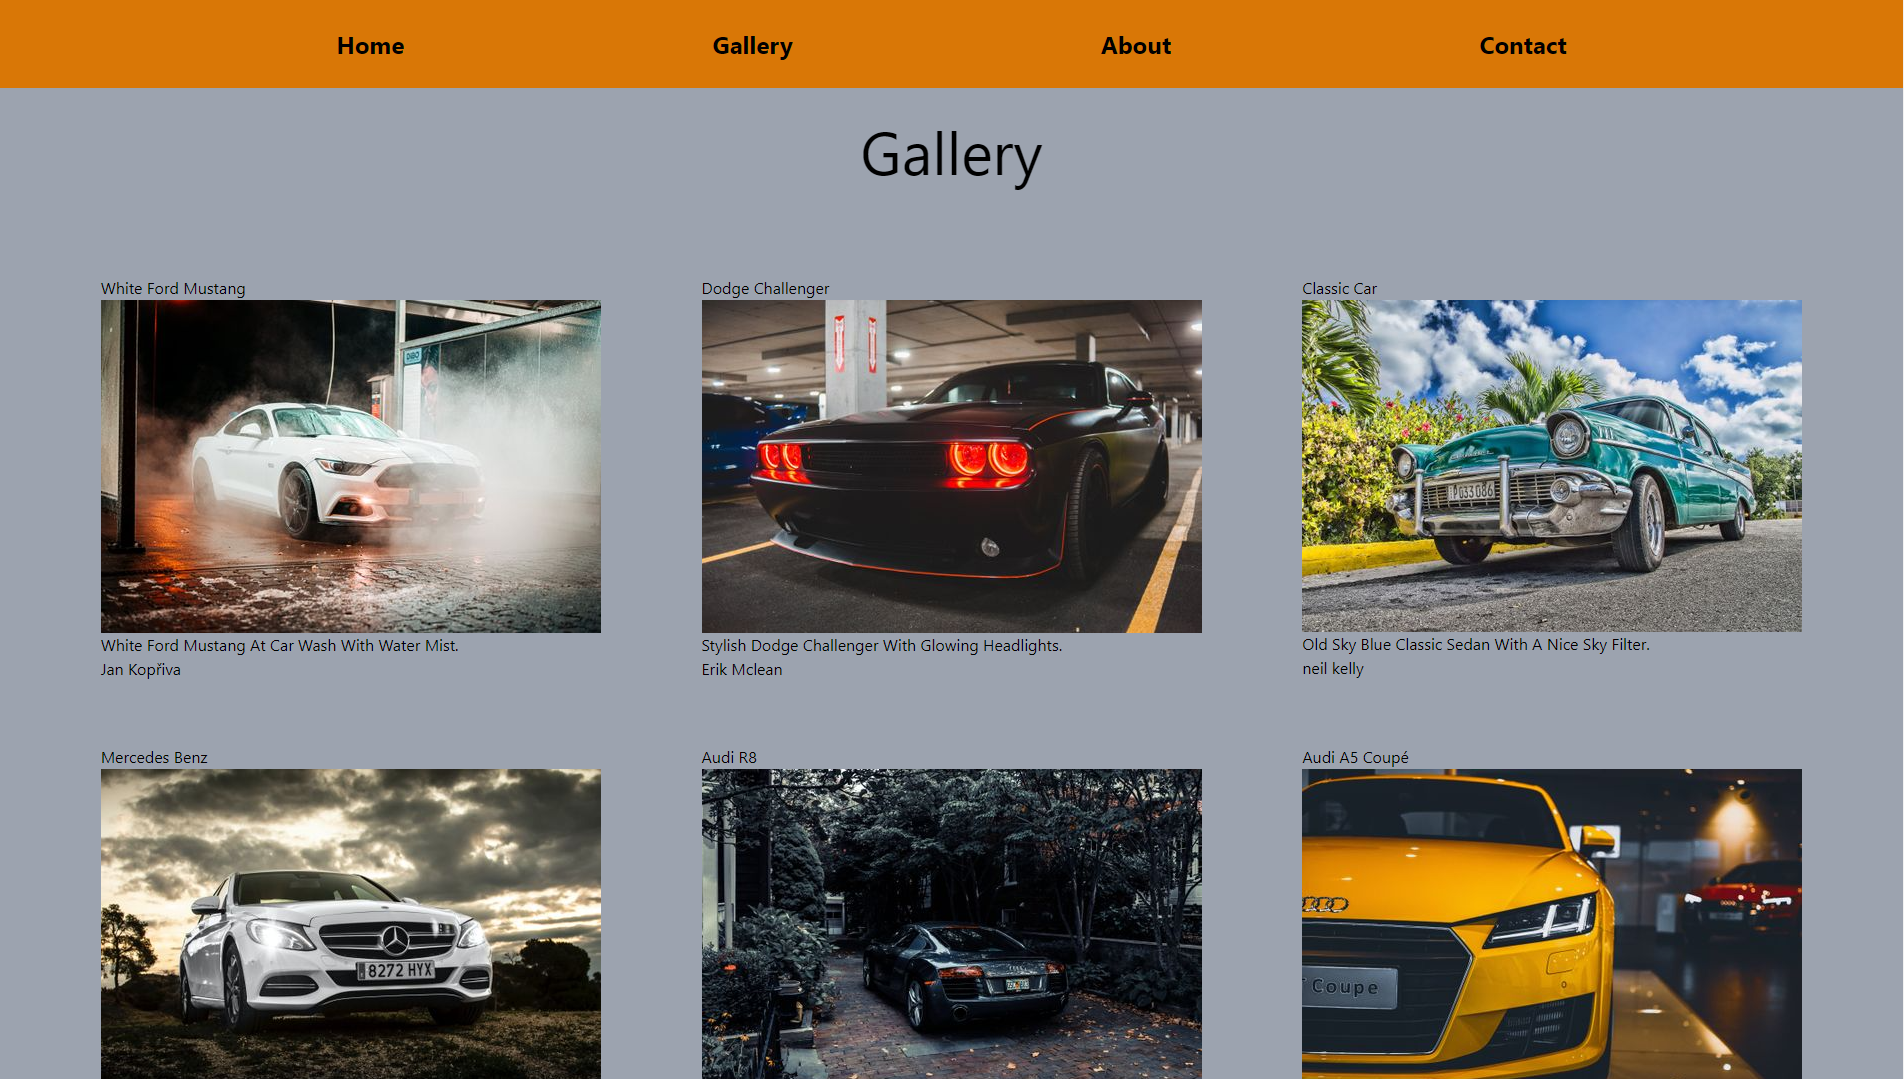 Home Gallery About Contact
Gallery
White Ford Mustang
Dodge Challenger
Classic Car
White Ford Mustang At Car Wash With Water Mist.
Jan Kopřiva
Stylish Dodge Challenger With Glowing Headlights.
Erik Mclean
P 033 086
Old Sky Blue Classic Sedan With A Nice Sky Filter.
neil kelly
Mercedes Benz
Audi R8
Audi A5 Coupé
8272 HYX
Coupe